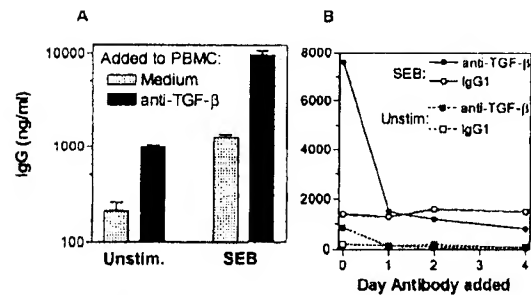 A
B
Added to PBMC:
Medium
anti-TGF-β
IgG (ng/ml)
10000
1000
100
Unstim.
SEB
8000
6000
4000
2000
0
SEB:
anti-TGF-β
IgG1
Unstim:
anti-TGF-β
IgG1
0
1
2
3
4
Day Antibody added